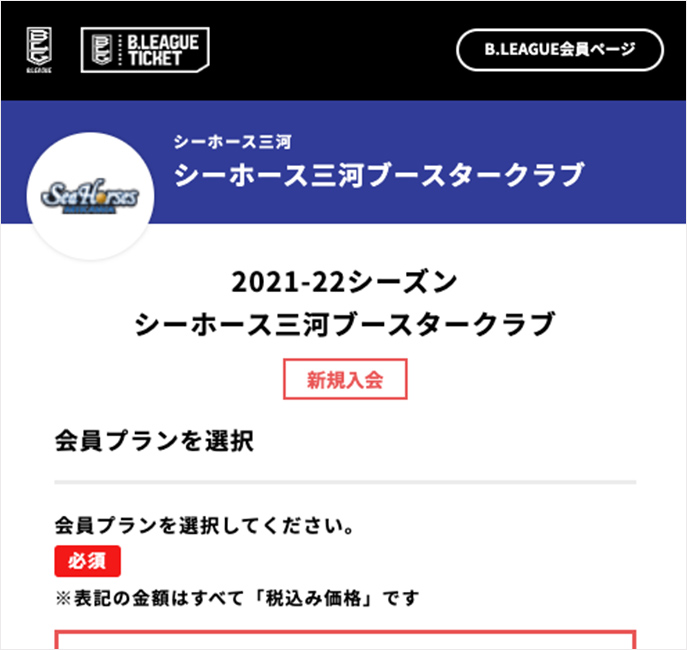 B.LEAGUE
B.LEAGUE
TICKET
B.LEAGUE会員ページ
シーホース三河
シーホース三河ブースタークラブ
SeaHorses
2021-22シーズン
シーホース三河ブースタークラブ
新規入会
会員プランを選択
会員プランを選択してください。
必須
※表記の金額はすべて「税込み価格」です